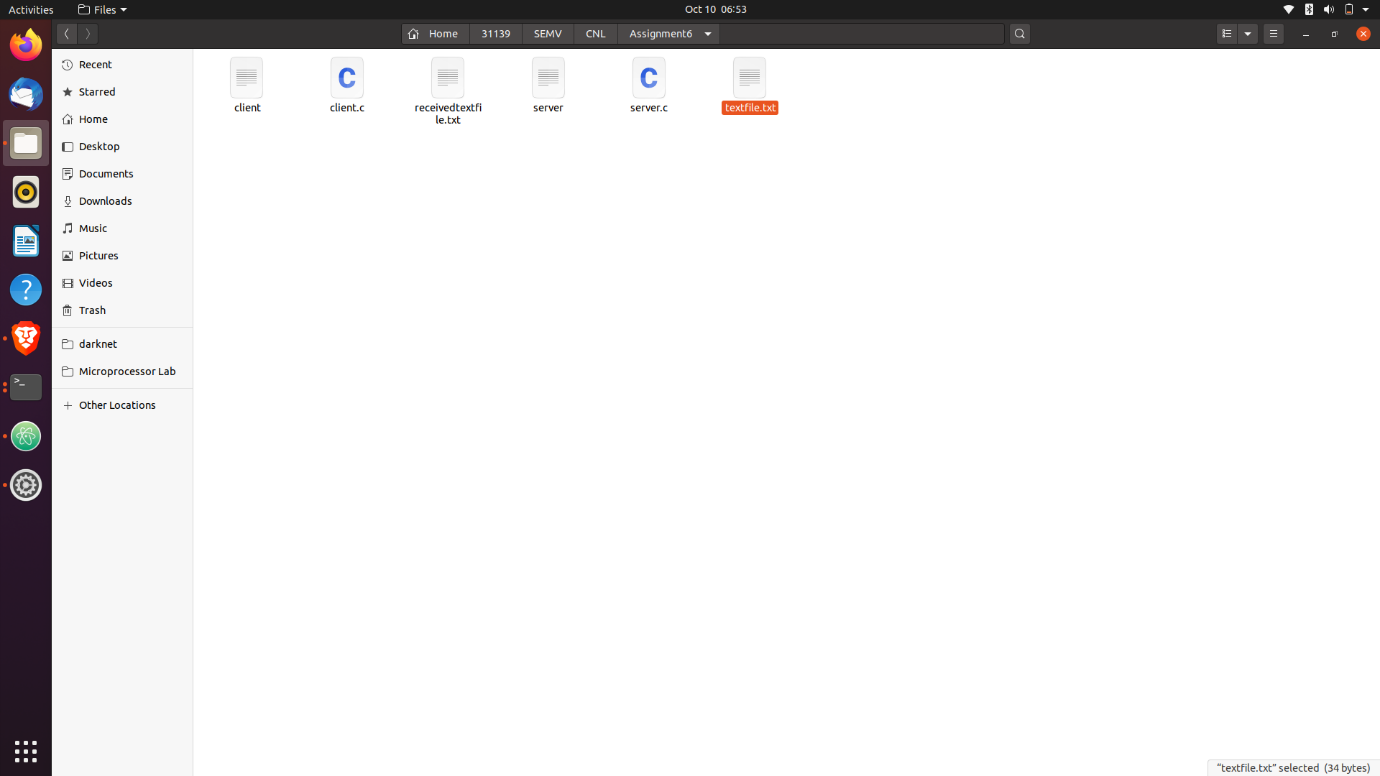 Activities
Files
Oct 10 06:53
Home
31139
SEMV
CNL
Assignment6
Recent
Starred
Home
Desktop
Documents
Downloads
Music
Pictures
Videos
Trash
darknet
Microprocessor Lab
Other Locations
client
C
client.c
receivedtextfi
le.txt
server
C
server.c
textfile.txt
>_
?
"textfile.txt" selected (34 bytes)